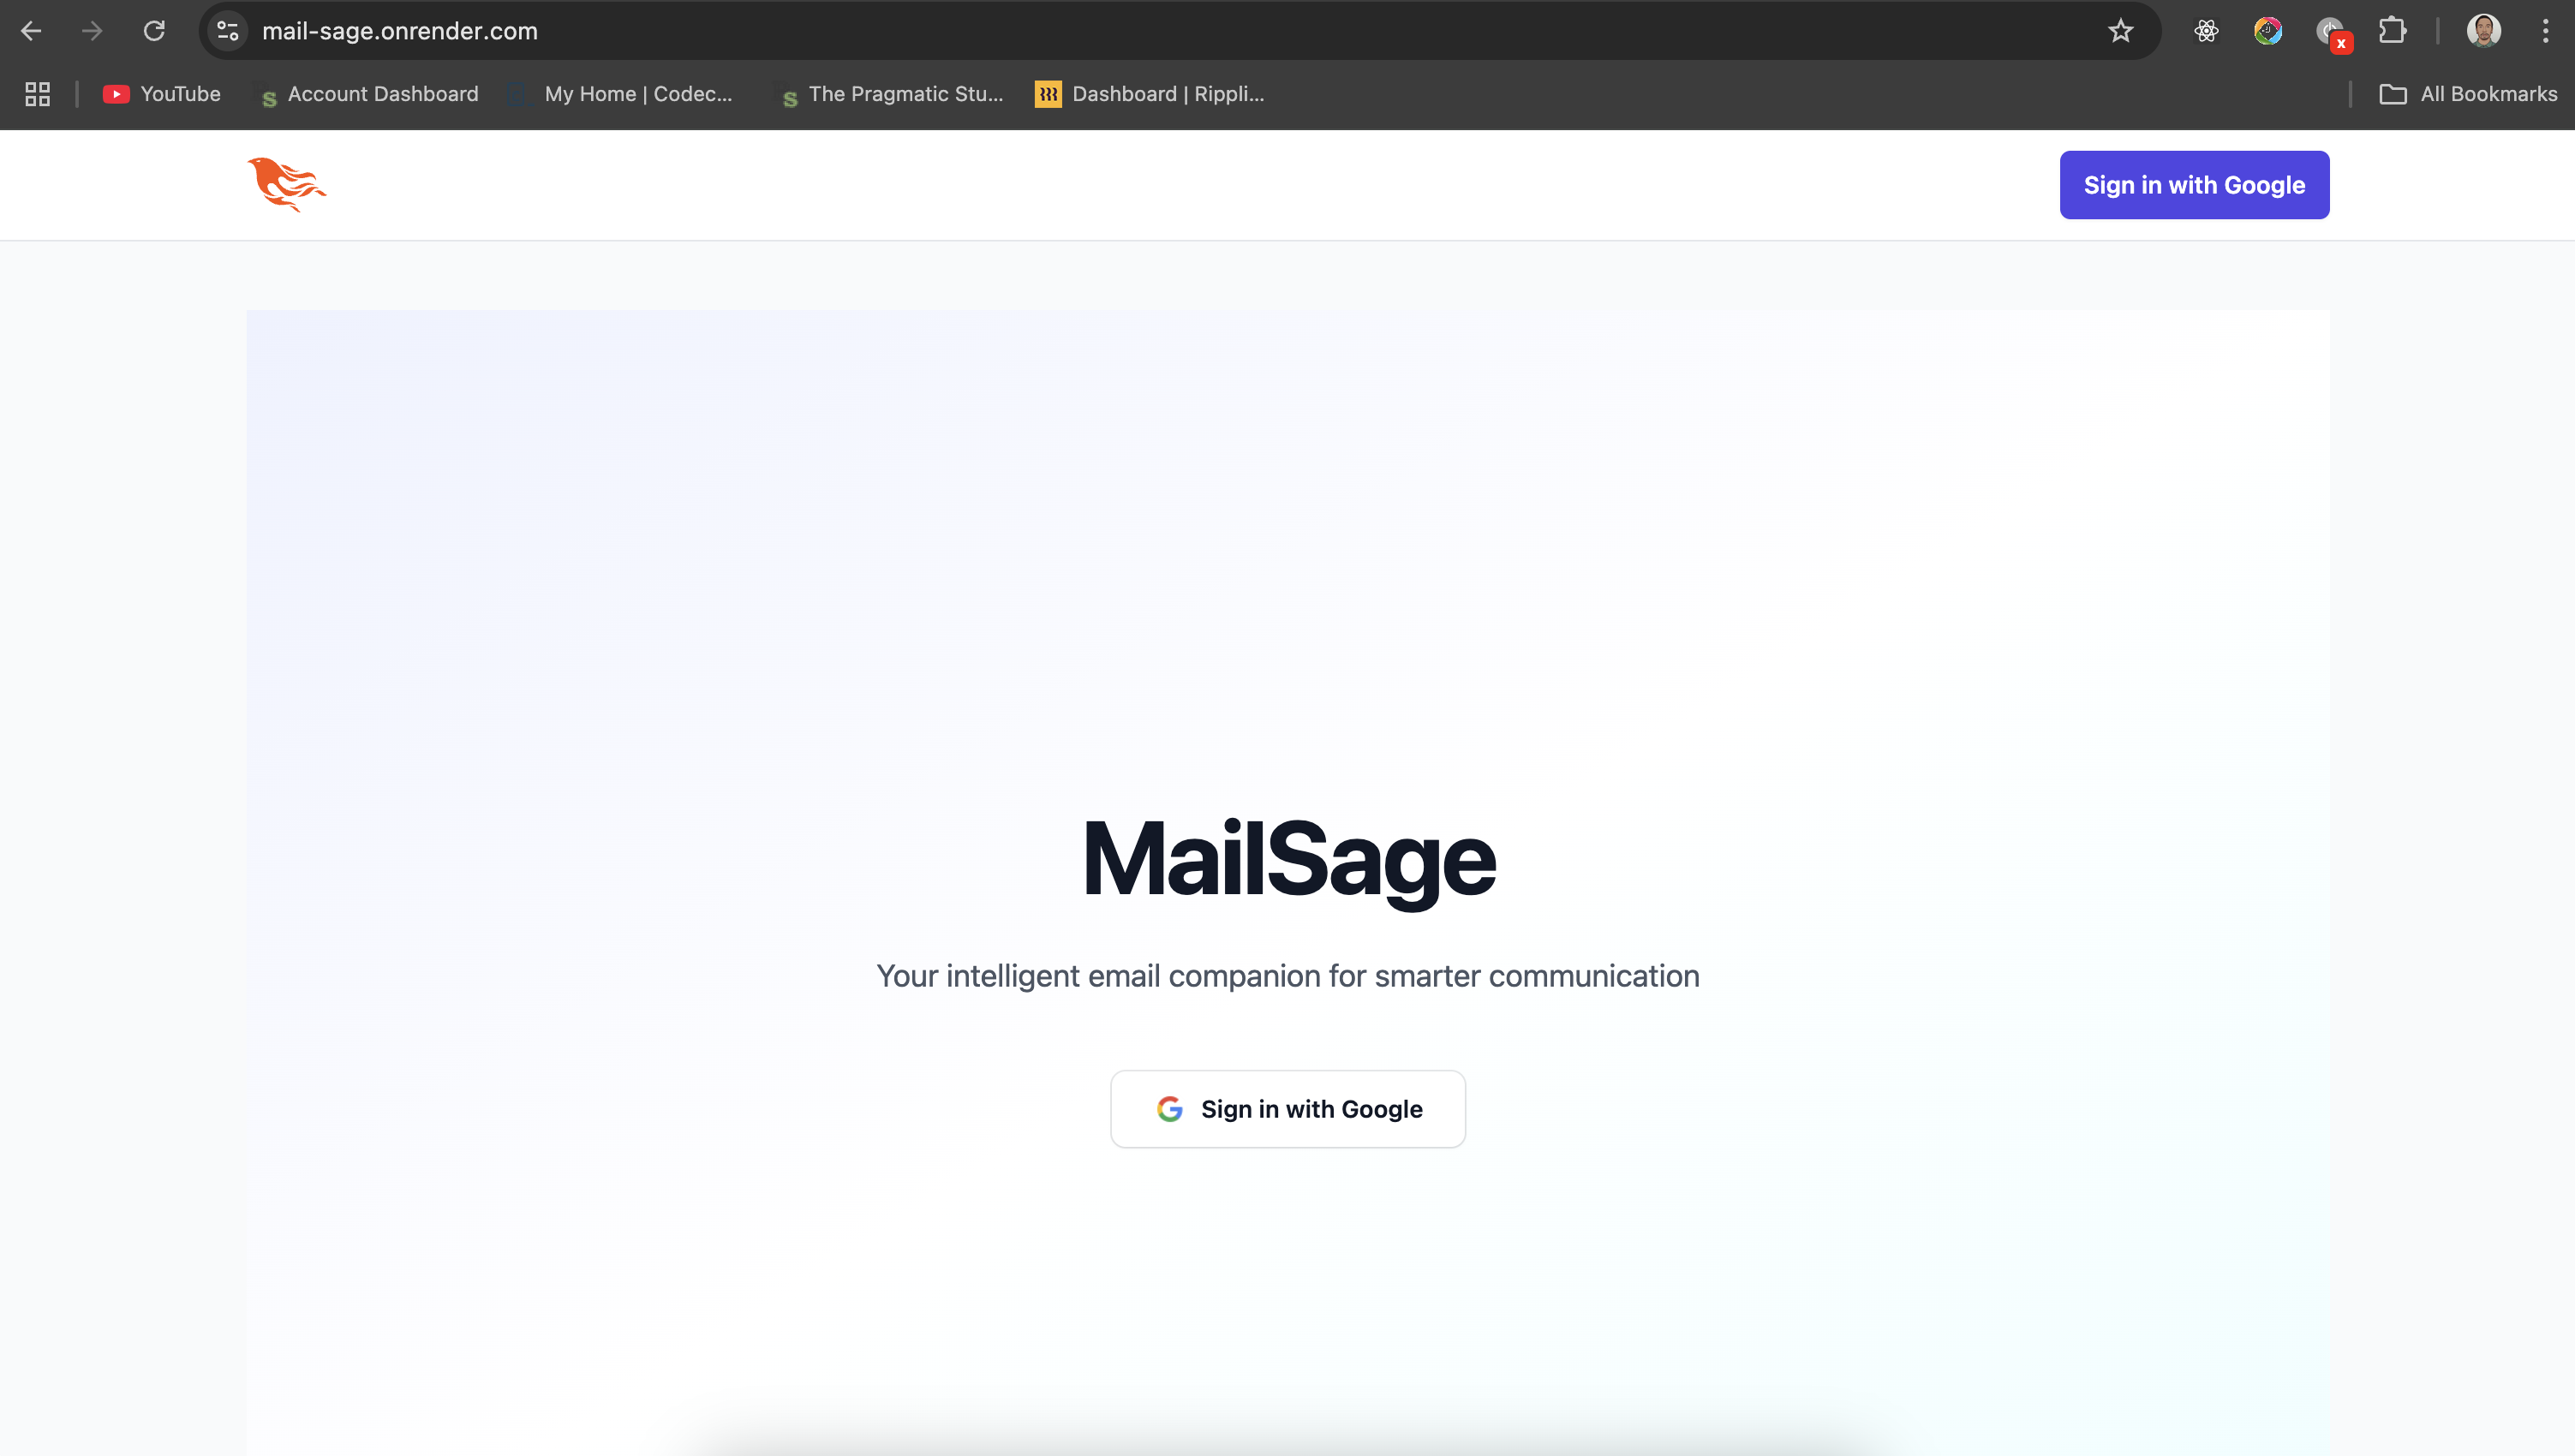 mail-sage.onrender.com
x
YouTube
Account Dashboard
My Home | Codec...
The Pragmatic Stu...
Dashboard | Rippli...
All Bookmarks
Sign in with Google
MailSage
Your intelligent email companion for smarter communication
Sign in with Google